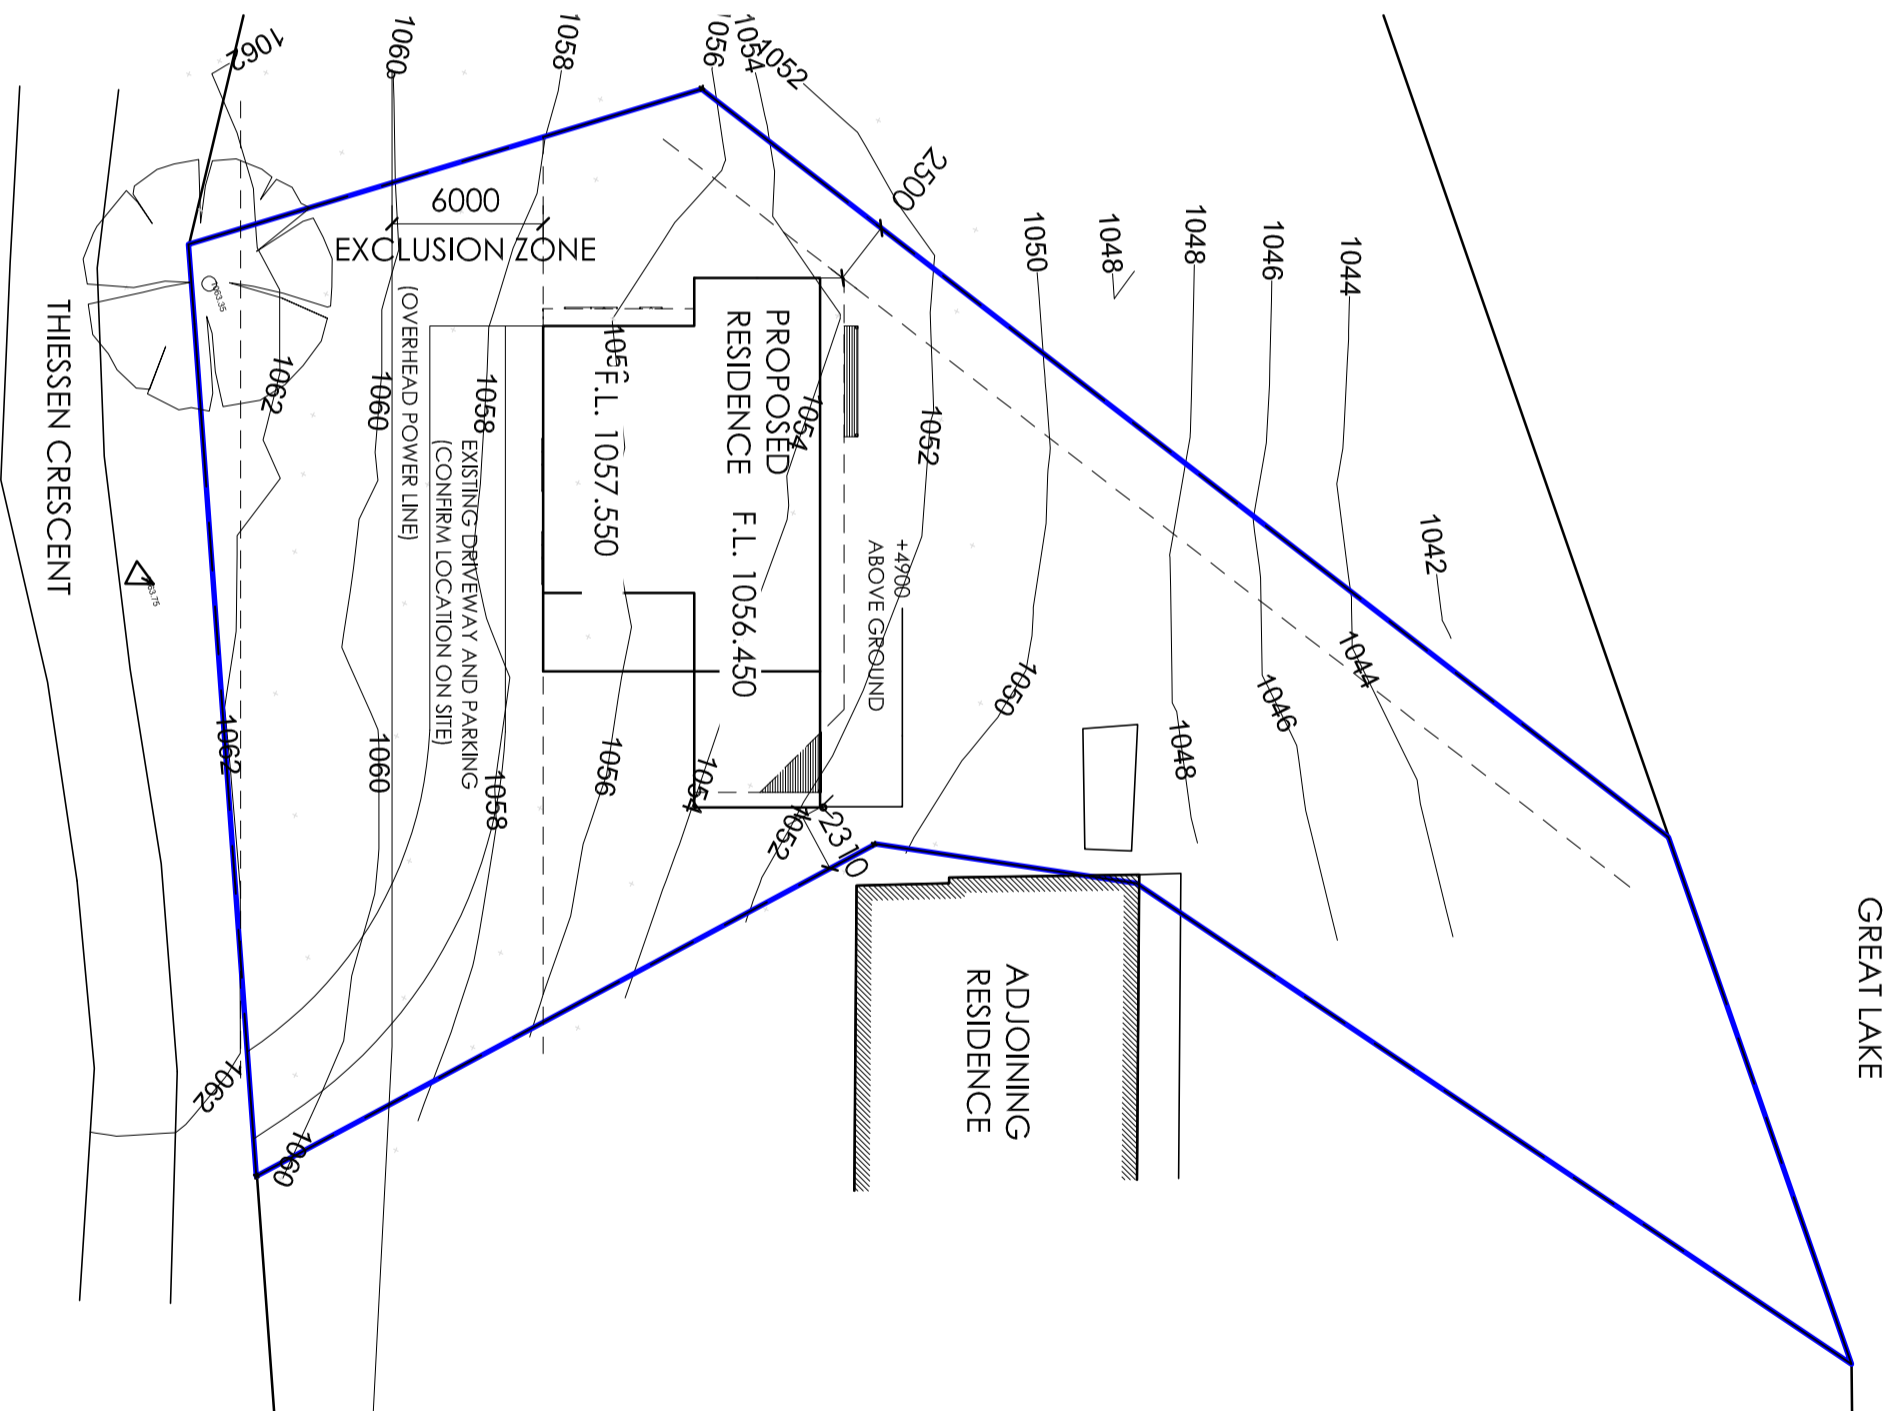 1062
1060
1058
1056
1054
1052
2500
6000
EXCLUSION ZONE
1050
1048
1048
1046
1044
1042
(OVERHEAD POWER LINE)
1063.35
THIESSEN CRESCENT
1062
1060
1058
EXISTING DRIVEWAY AND PARKING
(CONFIRM LOCATION ON SITE)
F.L. 1057.550
PROPOSED
RESIDENCE F.L. 1056.450
1054
1052
+4900
ABOVE GROUND
1050
1048
1046
1044
1062
1060
1058
1056
1054
1052
2310
ADJOINING
RESIDENCE
GREAT LAKE
1062
1060